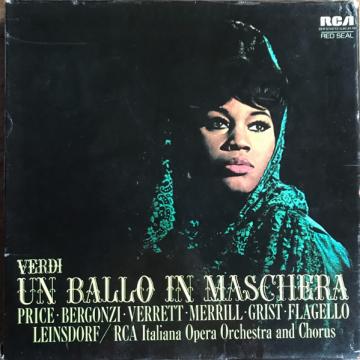 RCA
RED SEAL
VERDI
UN BALLO IN MASCHERA
PRICE · BERGONZI · VERRETT · MERRILL · GRIST · FLAGELLO
LEINSDORF / RCA Italiana Opera Orchestra and Chorus